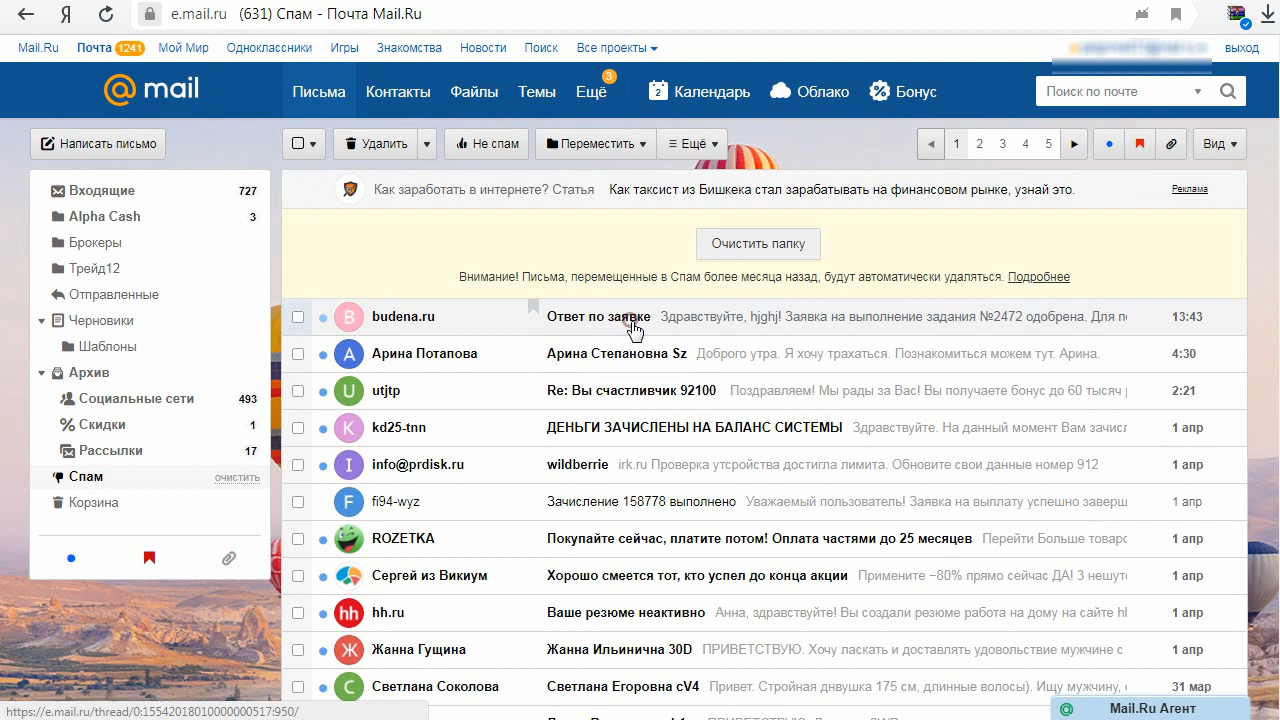 Я e.mail.ru (631) Спам - Почта Mail.Ru
Mail.Ru Почта 1241 Мой Мир Одноклассники Игры Знакомства Новости Поиск Все проекты выход
@mail Письма Контакты Файлы Темы Ещё 3 2 Календарь Облако Бонус Поиск по почте
Написать письмо Удалить Не спам Переместить Ещё 1 2 3 4 5 Вид
Входящие 727
Alpha Cash 3
Брокеры
Трейд12
Отправленные
Черновики
Шаблоны
Архив
Социальные сети 493
Скидки 1
Рассылки 17
Спам очистить
Корзина
Как заработать в интернете? Статья Как таксист из Бишкека стал зарабатывать на финансовом рынке, узнай это. Реклама
Очистить папку
Внимание! Письма, перемещенные в Спам более месяца назад, будут автоматически удаляться. Подробнее
B budena.ru Ответ по заявке Здравствуйте, hjghj! Заявка на выполнение задания №2472 одобрена. Для по 13:43
А Арина Потапова Арина Степановна Sz Доброго утра. Я хочу трахаться. Познакомиться можем тут. Арина. 4:30
U utjtp Re: Вы счастливчик 92100 Поздравляем! Мы рады за Вас! Вы получаете бонус до 60 тысяч 2:21
K kd25-tnn ДЕНЬГИ ЗАЧИСЛЕНЫ НА БАЛАНС СИСТЕМЫ Здравствуйте. На данный момент Вам зачис 1 апр
I info@prdisk.ru wildberrie irk.ru Проверка утсройства достигла лимита. Обновите свои данные номер 912 1 апр
F fi94-wyz Зачисление 158778 выполнено Уважаемый пользователь! Заявка на выплату успешно заверш 1 апр
ROZETKA Покупайте сейчас, платите потом! Оплата частями до 25 месяцев Перейти Больше товаро 1 апр
Сергей из Викиум Хорошо смеется тот, кто успел до конца акции Примените −80% прямо сейчас ДА! 3 нешут 1 апр
hh hh.ru Ваше резюме неактивно Анна, здравствуйте! Вы создали резюме работа на дому на сайте hh 1 апр
Ж Жанна Гущина Жанна Ильинична 30D ПРИВЕТСТВУЮ. Хочу ласкать и доставлять удовольствие мужчине с 1 апр
С Светлана Соколова Светлана Егоровна cV4 Привет. Стройная днвушка 175 см, длинные волосы). Ищу мужчину, 31 мар
https://e.mail.ru/thread/0:15542018010000000517:950/ Mail.Ru Агент